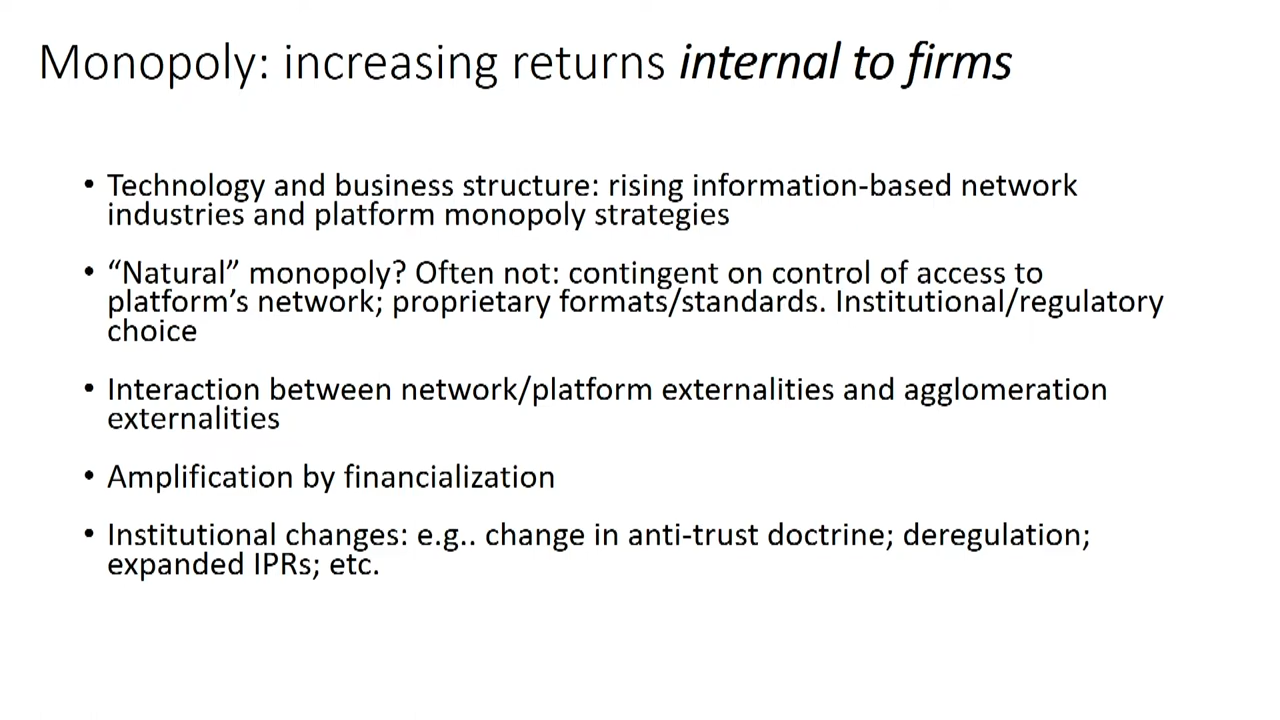 Monopoly: increasing returns internal to firms
• Technology and business structure: rising information-based network
industries and platform monopoly strategies
• “Natural” monopoly? Often not: contingent on control of access to
platform’s network; proprietary formats/standards. Institutional/regulatory
choice
• Interaction between network/platform externalities and agglomeration
externalities
• Amplification by financialization
• Institutional changes: e.g.. change in anti-trust doctrine; deregulation;
expanded IPRs; etc.